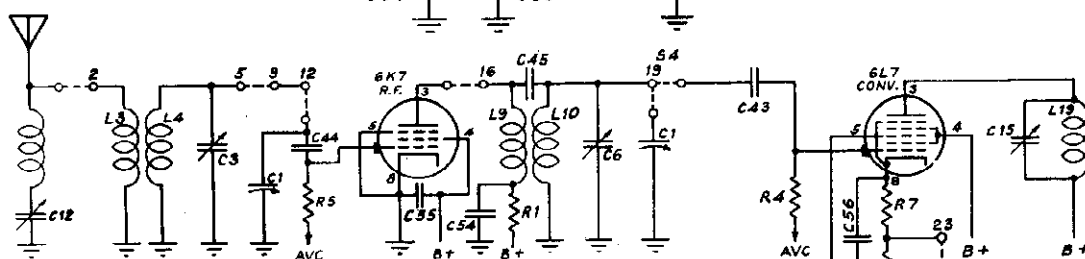 2
5
9
12
6K7
R.F.
3
16
C45
19
S4
6L7
CONV.
3
L3
L4
C44
5
4
L9
L10
C43
5
4
C15
L19
C3
C1
C6
C1
8
8
C12
R5
C35
C54
R1
R4
C56
R7
23
AVC
B+
B+
AVC
B+
B+